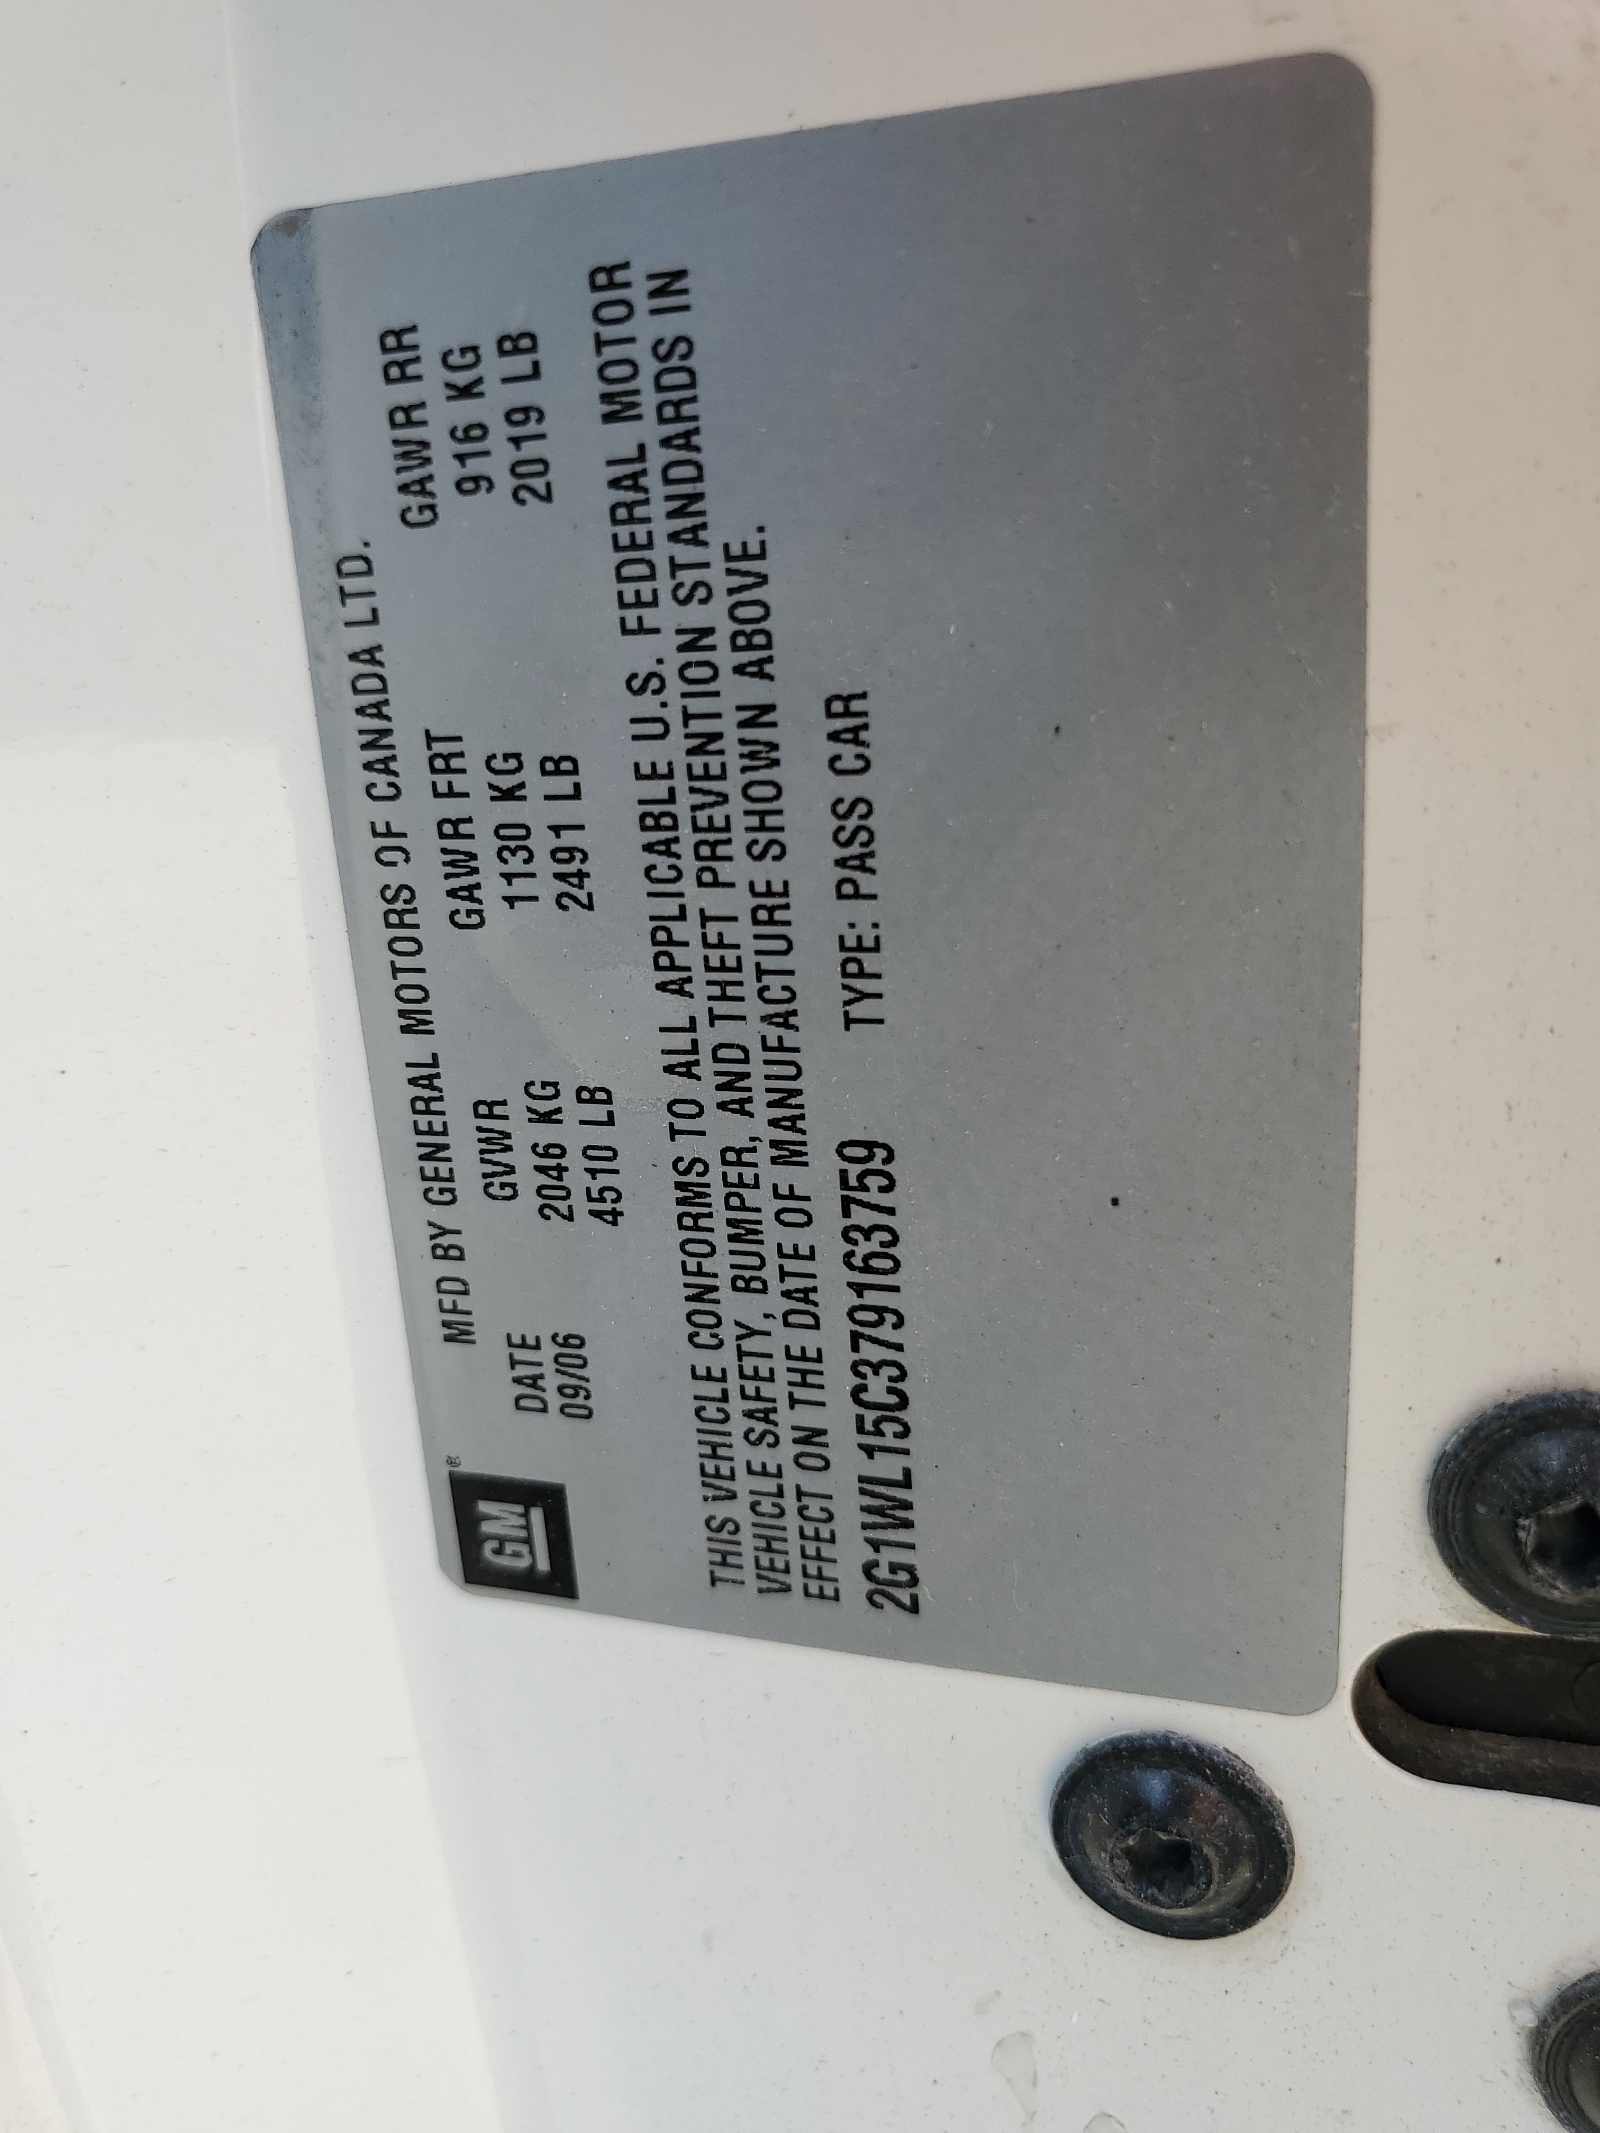 GM ®
MFD BY GENERAL MOTORS OF CANADA LTD.
DATE GVWR GAWR FRT GAWR RR
09/06 2046 KG 1130 KG 916 KG
4510 LB 2491 LB 2019 LB
THIS VEHICLE CONFORMS TO ALL APPLICABLE U.S. FEDERAL MOTOR
VEHICLE SAFETY, BUMPER, AND THEFT PREVENTION STANDARDS IN
EFFECT ON THE DATE OF MANUFACTURE SHOWN ABOVE.
2G1WL15C379163759 TYPE: PASS CAR